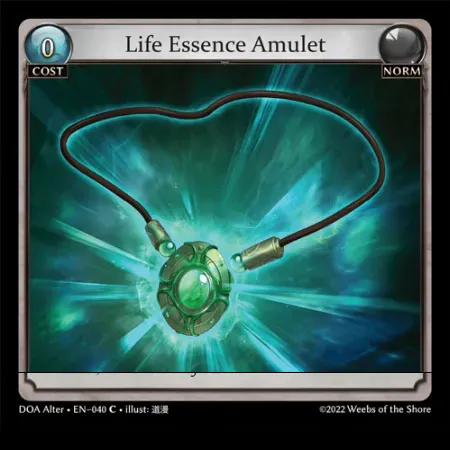 0
Life Essence Amulet
COST
NORM
DOA Alter • EN-040 C • illust: 道漫
©2022 Weebs of the Shore